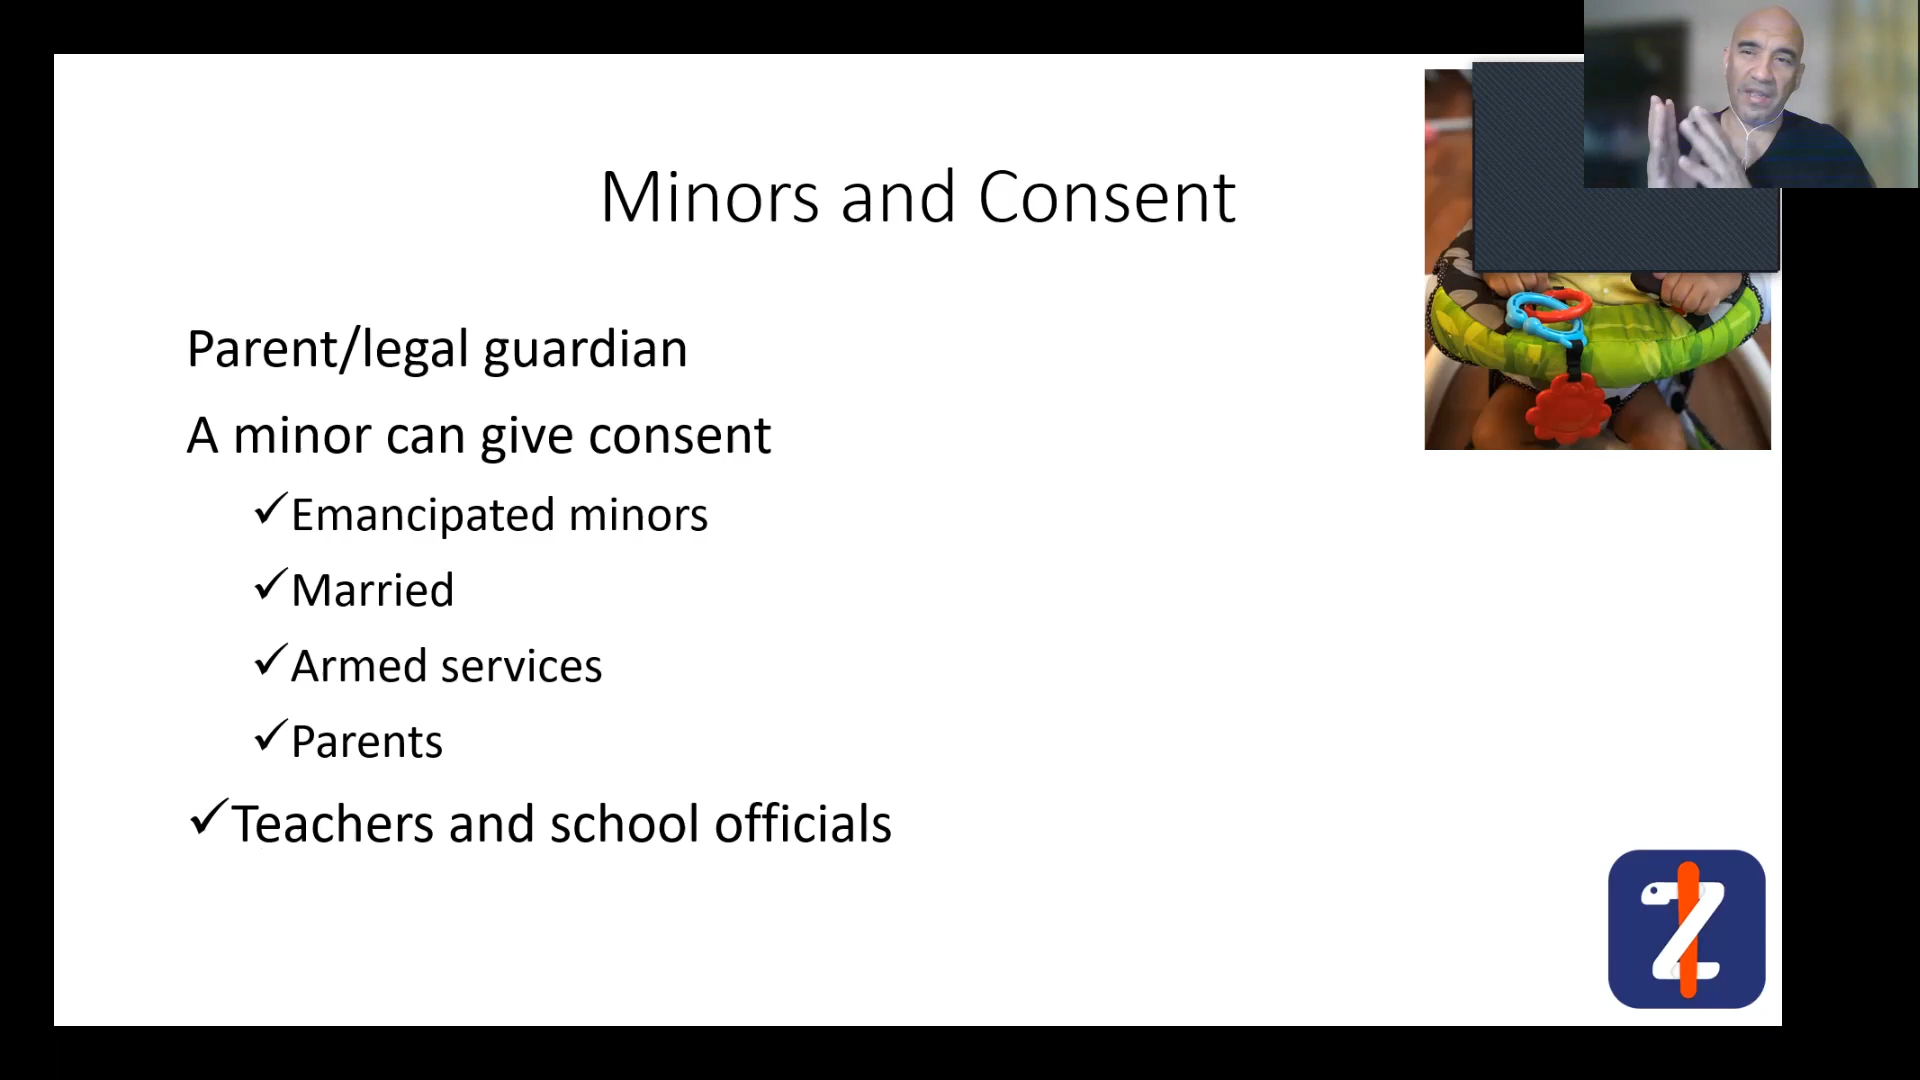 Minors and Consent
Parent/legal guardian
A minor can give consent
✓Emancipated minors
✓Married
✓Armed services
✓Parents
✓Teachers and school officials